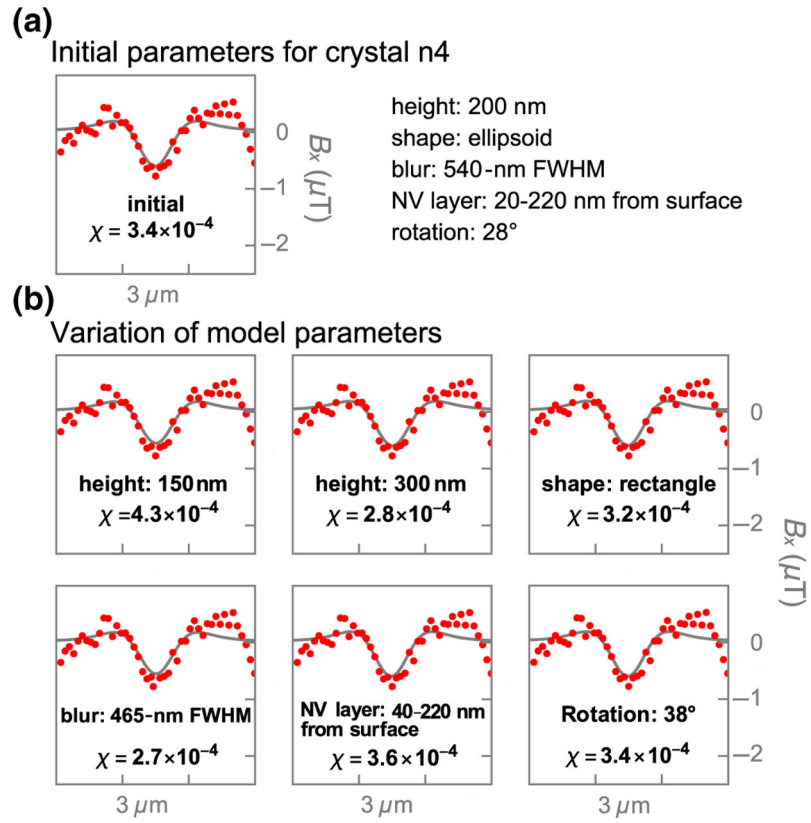 (a)
Initial parameters for crystal n4
initial
χ = 3.4×10⁻⁴
0
−1
−2
Bₓ (μT)
3 μm
height: 200 nm
shape: ellipsoid
blur: 540-nm FWHM
NV layer: 20-220 nm from surface
rotation: 28°
(b)
Variation of model parameters
height: 150 nm
χ =4.3×10⁻⁴
height: 300 nm
χ = 2.8×10⁻⁴
shape: rectangle
χ = 3.2×10⁻⁴
0
−1
−2
Bₓ (μT)
blur: 465-nm FWHM
χ = 2.7×10⁻⁴
NV layer: 40-220 nm
from surface
χ = 3.6×10⁻⁴
Rotation: 38°
χ = 3.4×10⁻⁴
0
−1
−2
3 μm
3 μm
3 μm